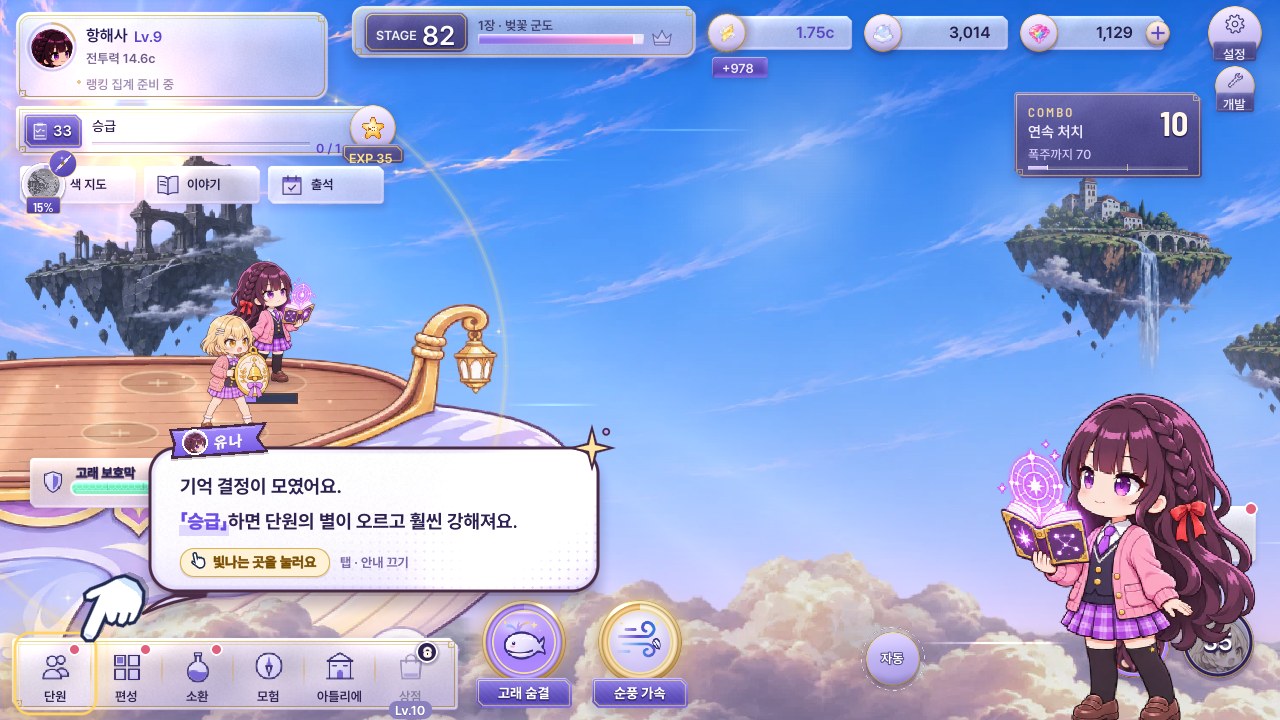 항해사 Lv.9
전투력 14.6c
랭킹 집계 준비 중
STAGE 82
1장 · 벚꽃 군도
1.75c
+978
3,014
1,129
설정
개발
33
승급
0 / 1
EXP 35
색 지도
15%
이야기
출석
COMBO
연속 처치
10
폭주까지 70
고래 보호막
유나
기억 결정이 모였어요.
「승급」하면 단원의 별이 오르고 훨씬 강해져요.
빛나는 곳을 눌러요
탭 · 안내 끄기
단원
편성
소환
모험
아틀리에
상점
Lv.10
고래 숨결
순풍 가속
자동